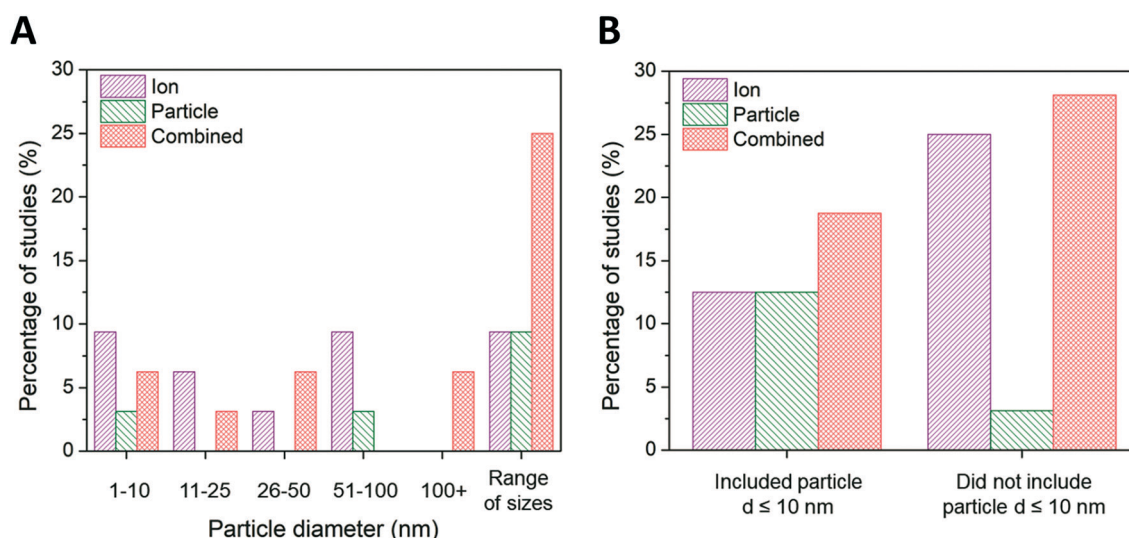 A
Percentage of studies (%)
30
25
20
15
10
5
0
Ion
Particle
Combined
1-10
11-25
26-50
51-100
100+
Range
of sizes
Particle diameter (nm)
B
Percentage of studies (%)
30
25
20
15
10
5
0
Ion
Particle
Combined
Included particle
d ≤ 10 nm
Did not include
particle d ≤ 10 nm